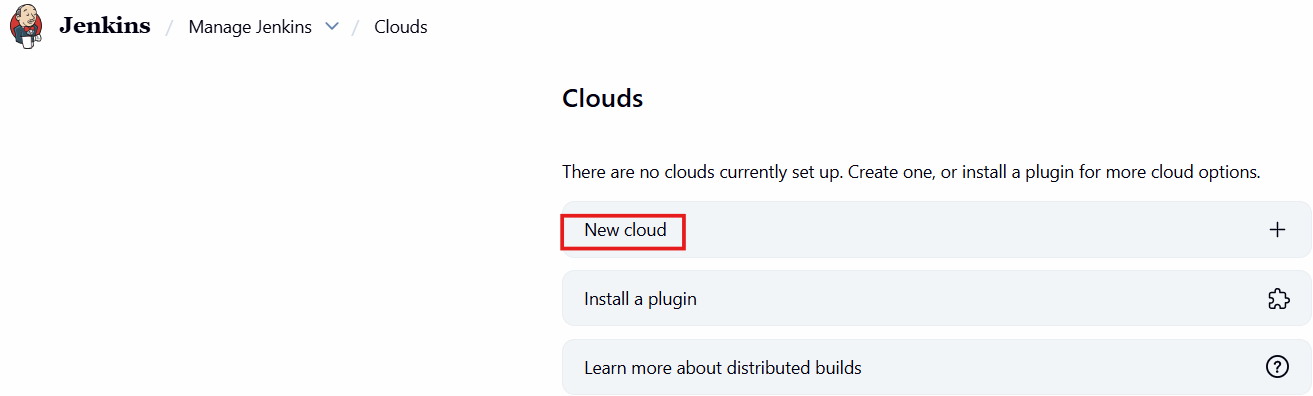 Jenkins / Manage Jenkins / Clouds
Clouds
There are no clouds currently set up. Create one, or install a plugin for more cloud options.
New cloud
Install a plugin
Learn more about distributed builds